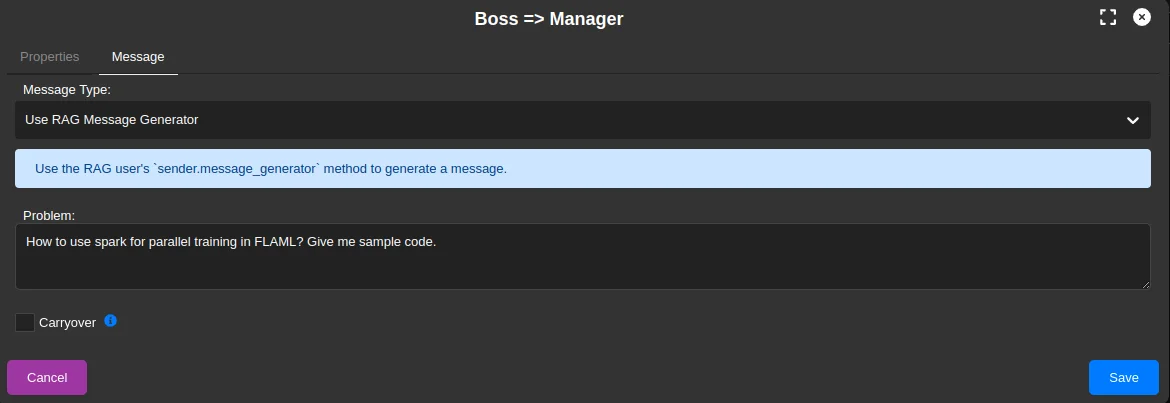 Boss => Manager
Properties
Message
Message Type:
Use RAG Message Generator
Use the RAG user's `sender.message_generator` method to generate a message.
Problem:
How to use spark for parallel training in FLAML? Give me sample code.
Carryover
Cancel
Save